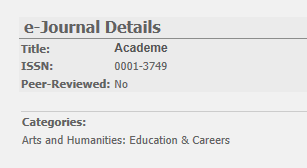 e-Journal Details
Title: Academe
ISSN: 0001-3749
Peer-Reviewed: No
Categories:
Arts and Humanities: Education & Careers